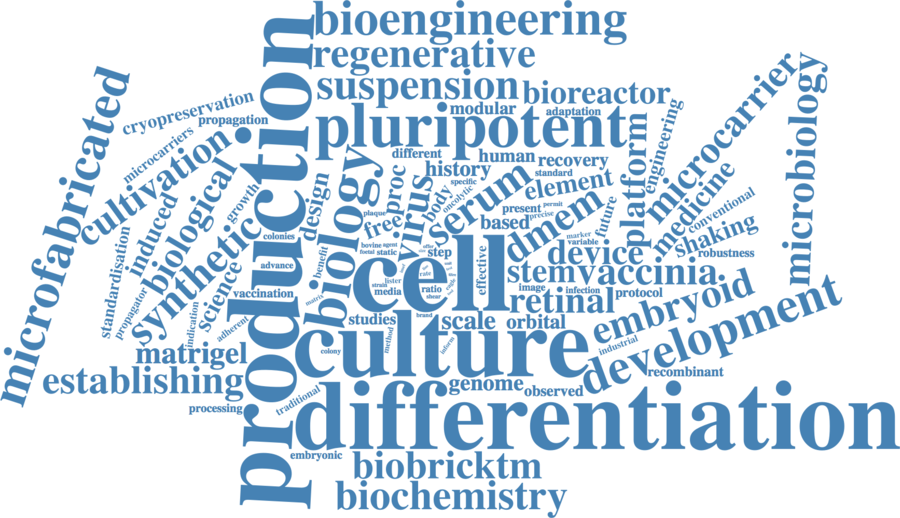 bioengineering
regenerative
suspension
bioreactor
modular
adaptation
pluripotent
microfabricated
cryopreservation
propagation
microcarriers
cultivation
production
different
human
recovery
history
standard
specific
proc
oncolytic
body
serum
element
engineering
platform
microcarrier
microbiology
medicine
conventional
shaking
robustness
induced
biological
growth
design
biology
virus
free
plaque
present
permit
precise
based
future
dmem
marker
variable
device
standardisation
synthetic
colonies
science
advance
benefit
bovine
agent
foetal
static
offer
step
cell
effective
stem
vaccinia
propagator
vaccination
matrix
strain
lister
media
rate
ratio
shear
image
infection
retinal
protocol
indication
adherent
brand
studies
scale
orbital
embryoid
development
matrigel
colony
culture
method
inform
industrial
establishing
genome
observed
recombinant
processing
traditional
differentiation
embryonic
biobricktm
biochemistry